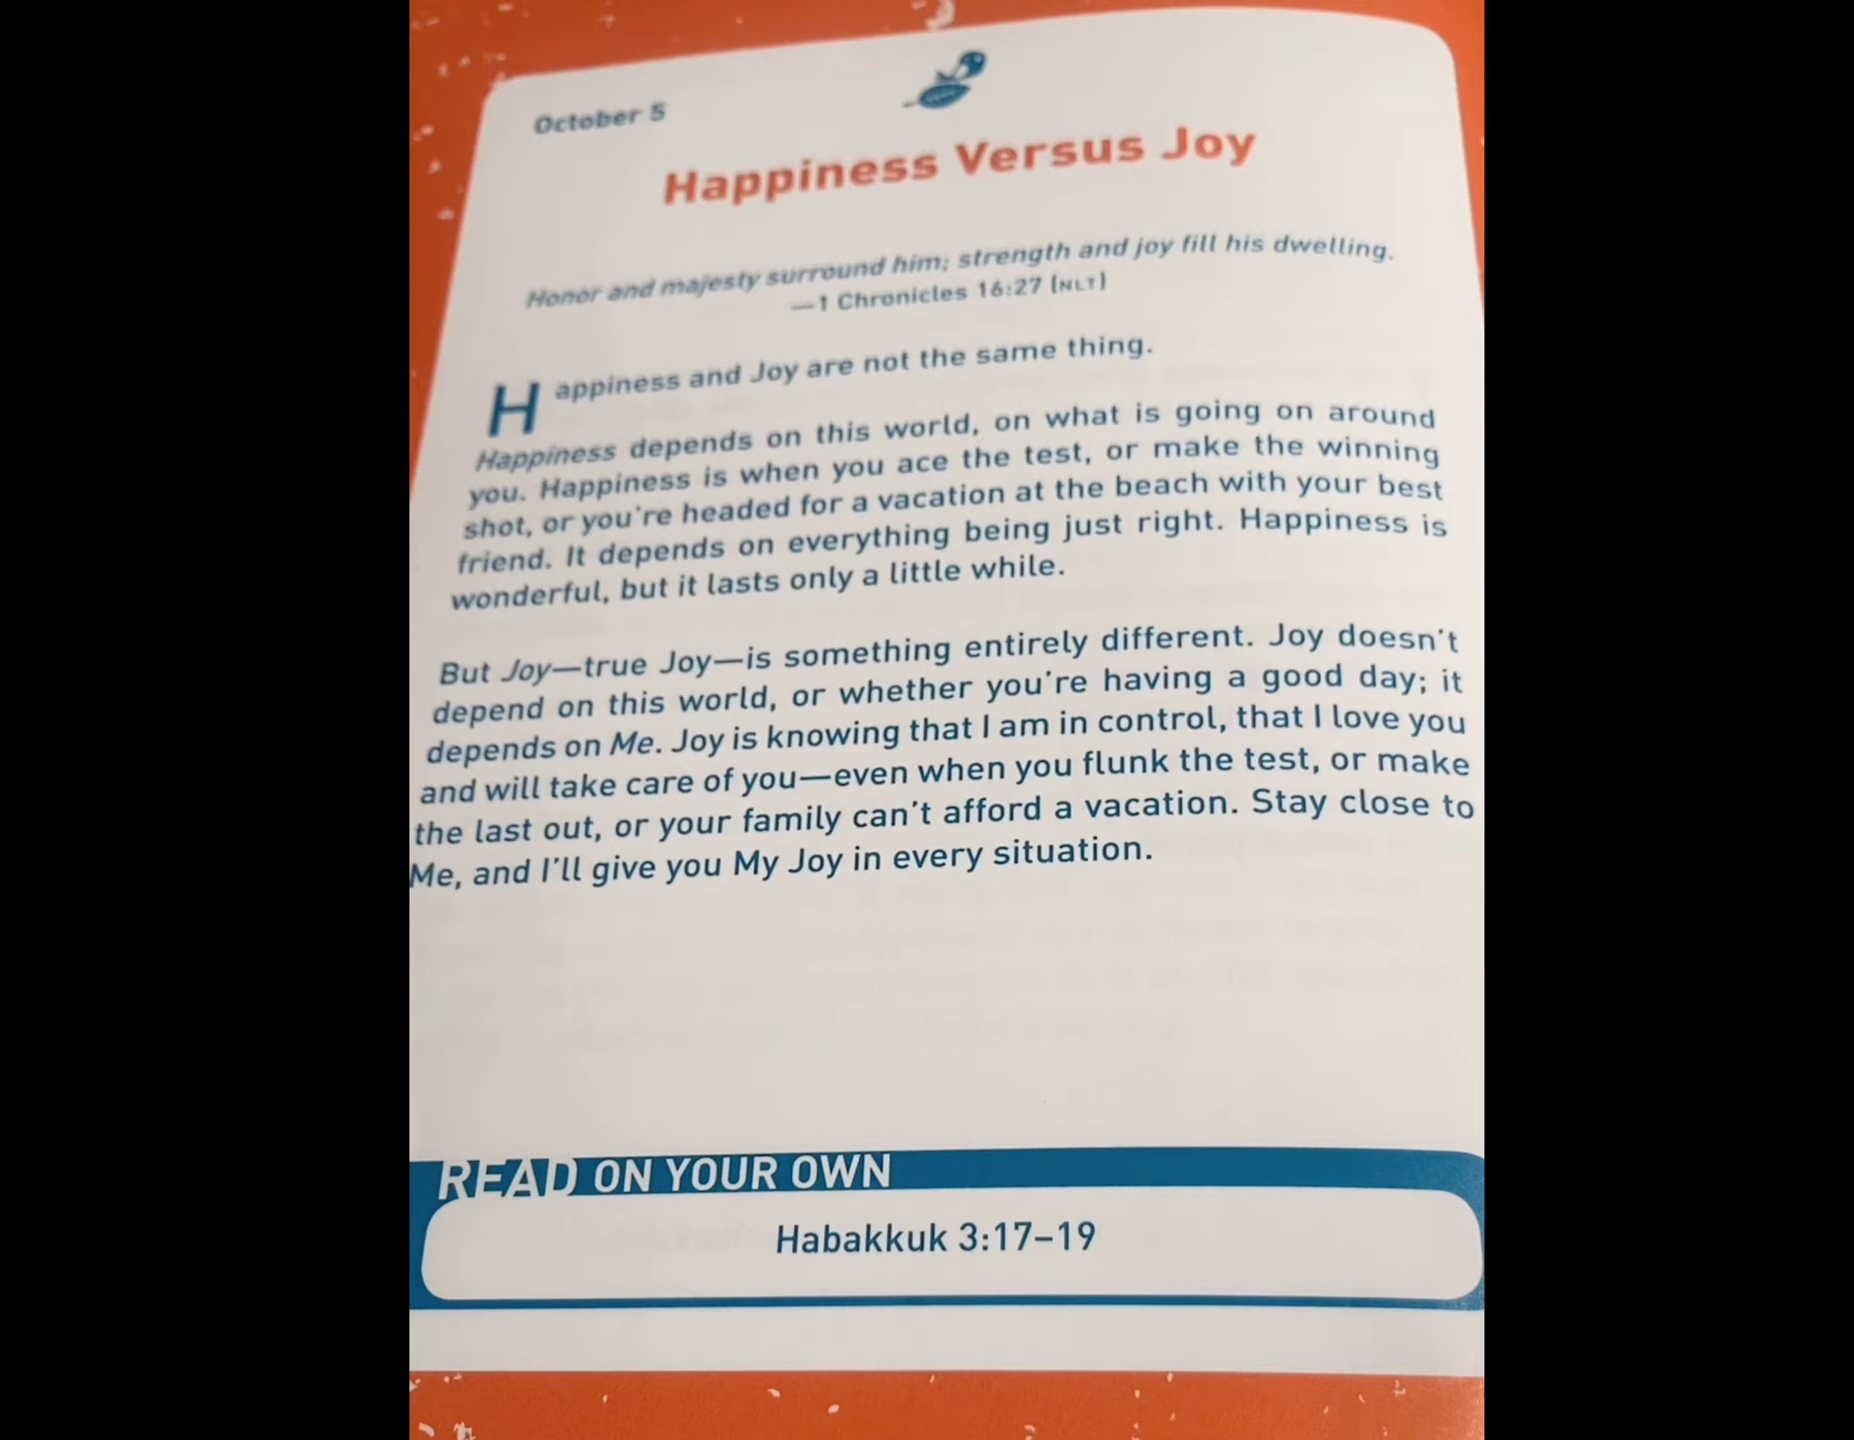 October 5
Happiness Versus Joy
Honor and majesty surround him; strength and joy fill his dwelling.
—1 Chronicles 16:27 (NLT)
Happiness and Joy are not the same thing.
Happiness depends on this world, on what is going on around
you. Happiness is when you ace the test, or make the winning
shot, or you're headed for a vacation at the beach with your best
friend. It depends on everything being just right. Happiness is
wonderful, but it lasts only a little while.
But Joy—true Joy—is something entirely different. Joy doesn't
depend on this world, or whether you're having a good day; it
depends on Me. Joy is knowing that I am in control, that I love you
and will take care of you—even when you flunk the test, or make
the last out, or your family can't afford a vacation. Stay close to
Me, and I'll give you My Joy in every situation.
READ ON YOUR OWN
Habakkuk 3:17–19